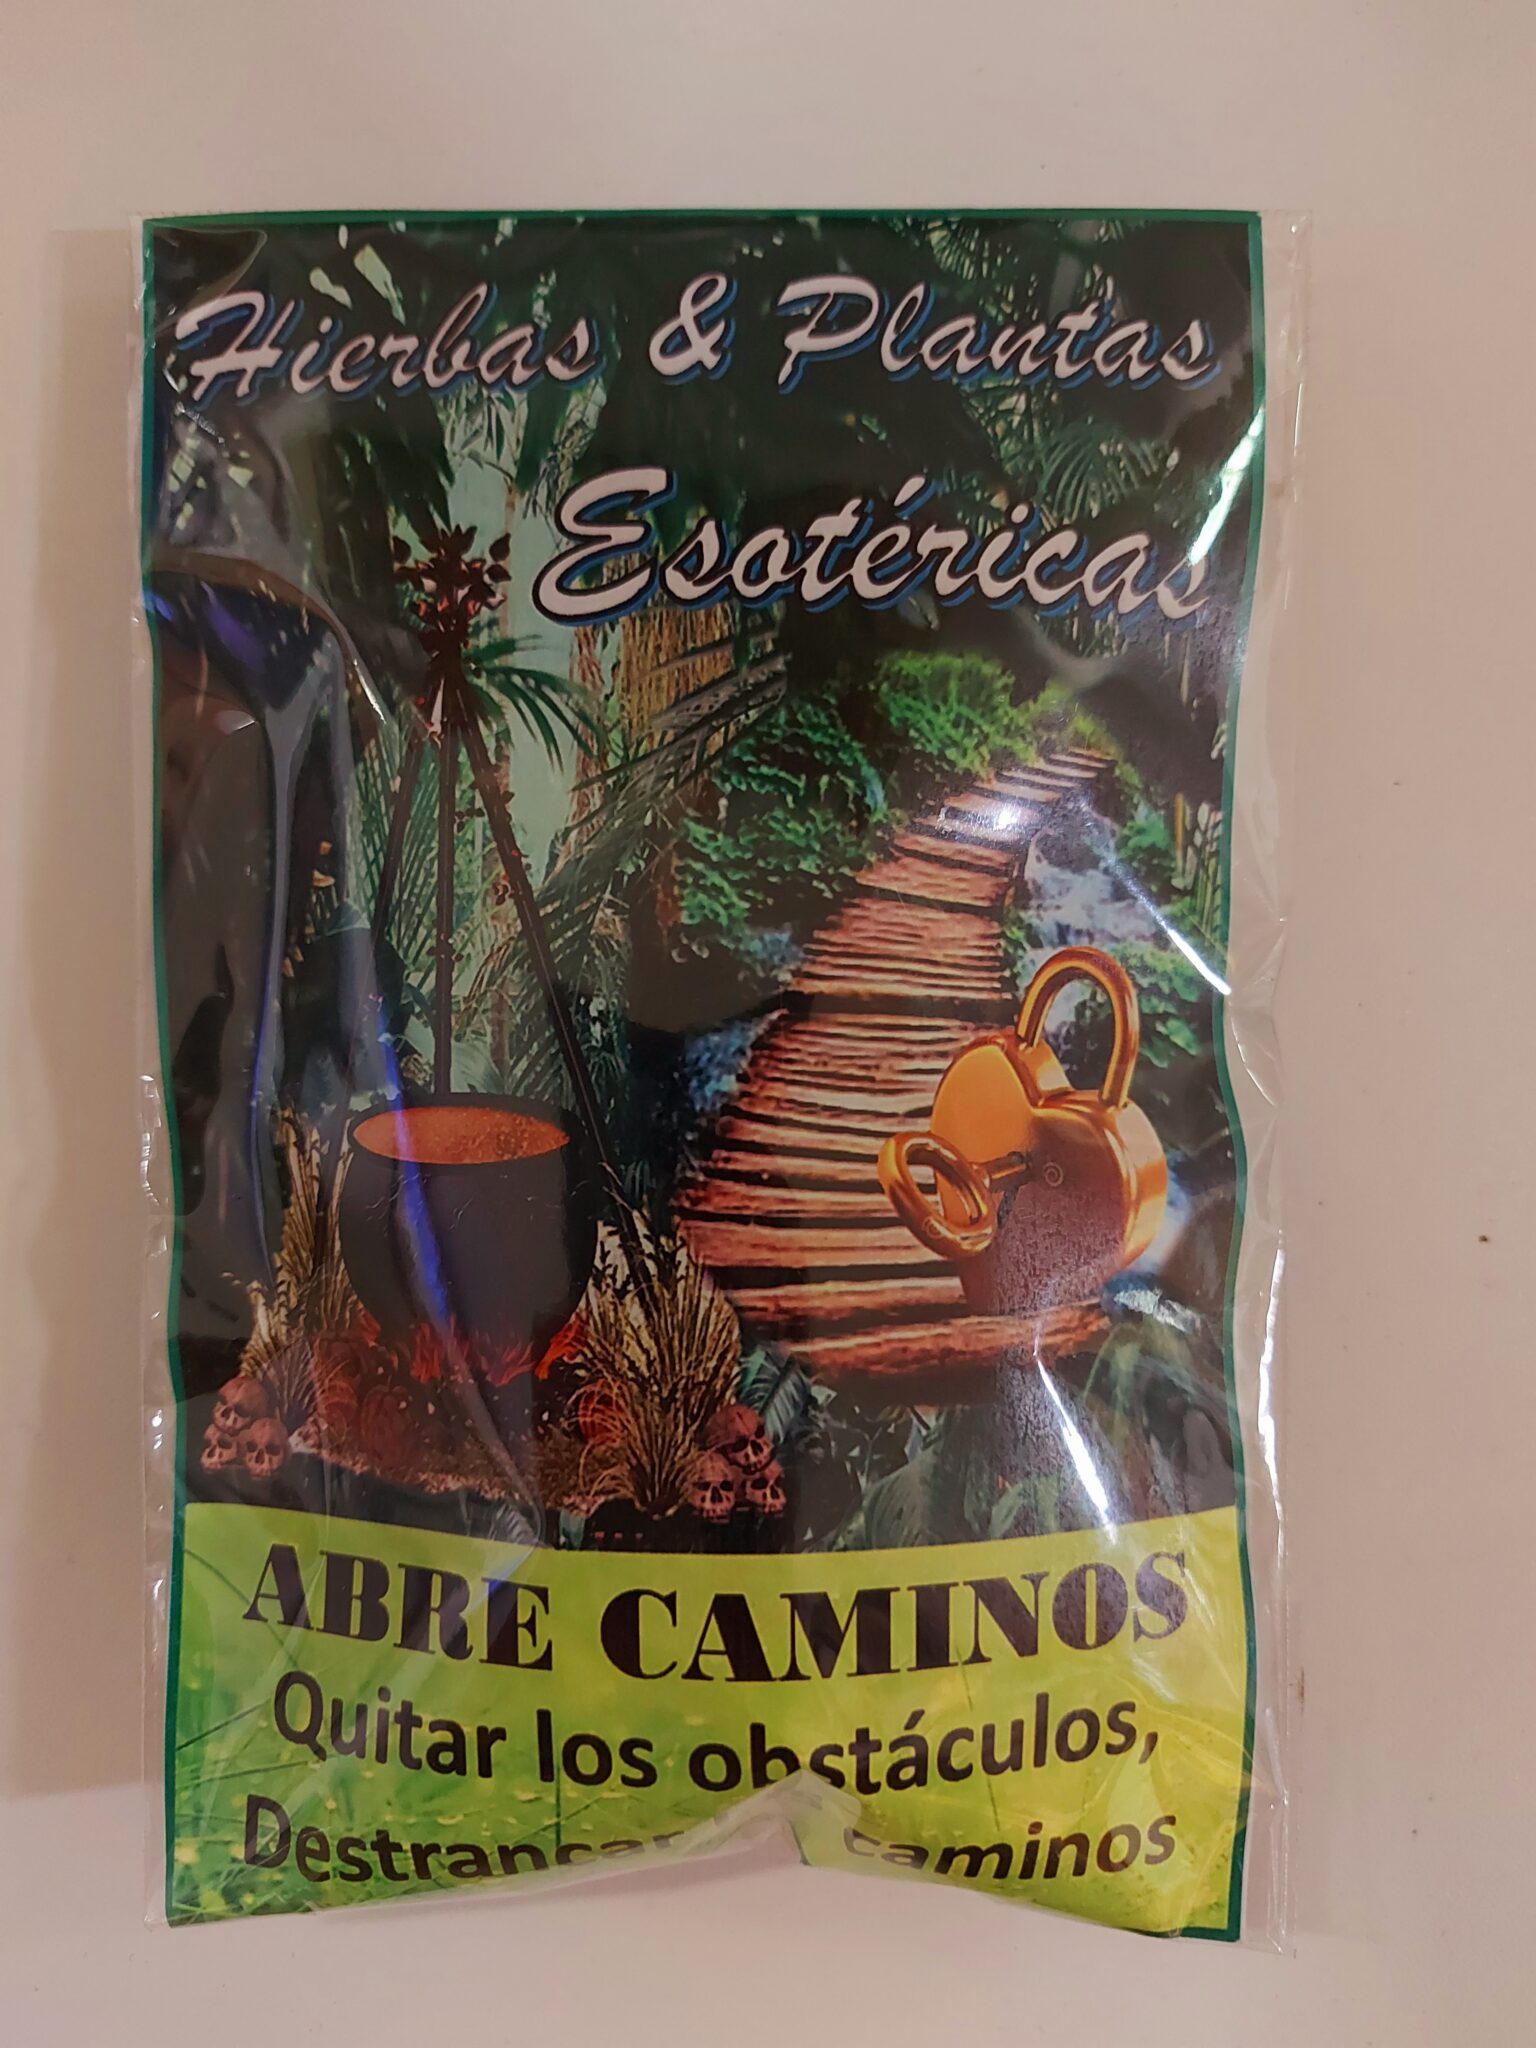 Hierbas & Plantas
Esotéricas
ABRE CAMINOS
Quitar los obstáculos,
caminos